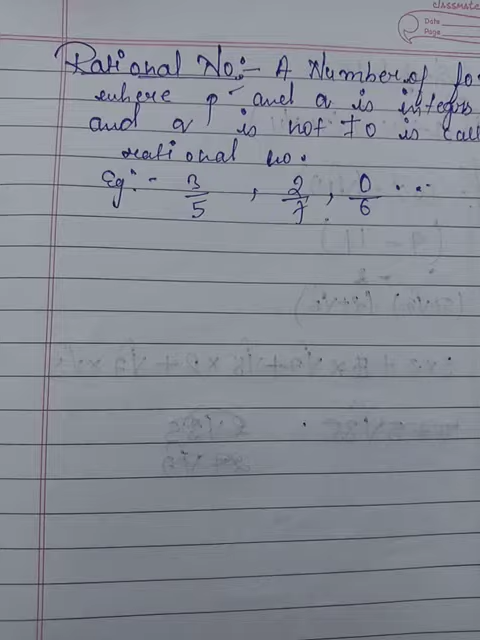 CLASSMATE
Date
Page
Rational No:- A Number of fo
where p and q is integers
and q is not ≠ 0 is call
rational no.
Eg:- 3/5 , 2/7 , 0/6 ...